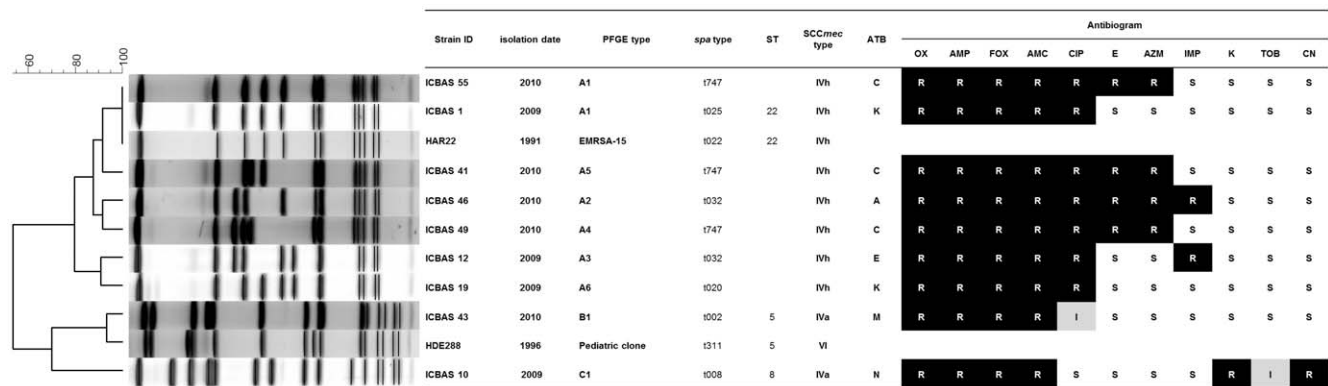 60 80 100
Antibiogram
Strain ID isolation date PFGE type spa type ST SCCmec type ATB OX AMP FOX AMC CIP E AZM IMP K TOB CN
ICBAS 55 2010 A1 t747 IVh C R R R R R R R S S S S
ICBAS 1 2009 A1 t025 22 IVh K R R R R R S S S S S S
HAR22 1991 EMRSA-15 t022 22 IVh
ICBAS 41 2010 A5 t747 IVh C R R R R R R R S S S S
ICBAS 46 2010 A2 t032 IVh A R R R R R R R R S S S
ICBAS 49 2010 A4 t747 IVh C R R R R R R R S S S S
ICBAS 12 2009 A3 t032 IVh E R R R R R S S R S S S
ICBAS 19 2009 A6 t020 IVh K R R R R R S S S S S S
ICBAS 43 2010 B1 t002 5 IVa M R R R R I S S S S S S
HDE288 1996 Pediatric clone t311 5 VI
ICBAS 10 2009 C1 t008 8 IVa N R R R R S S S S R I R